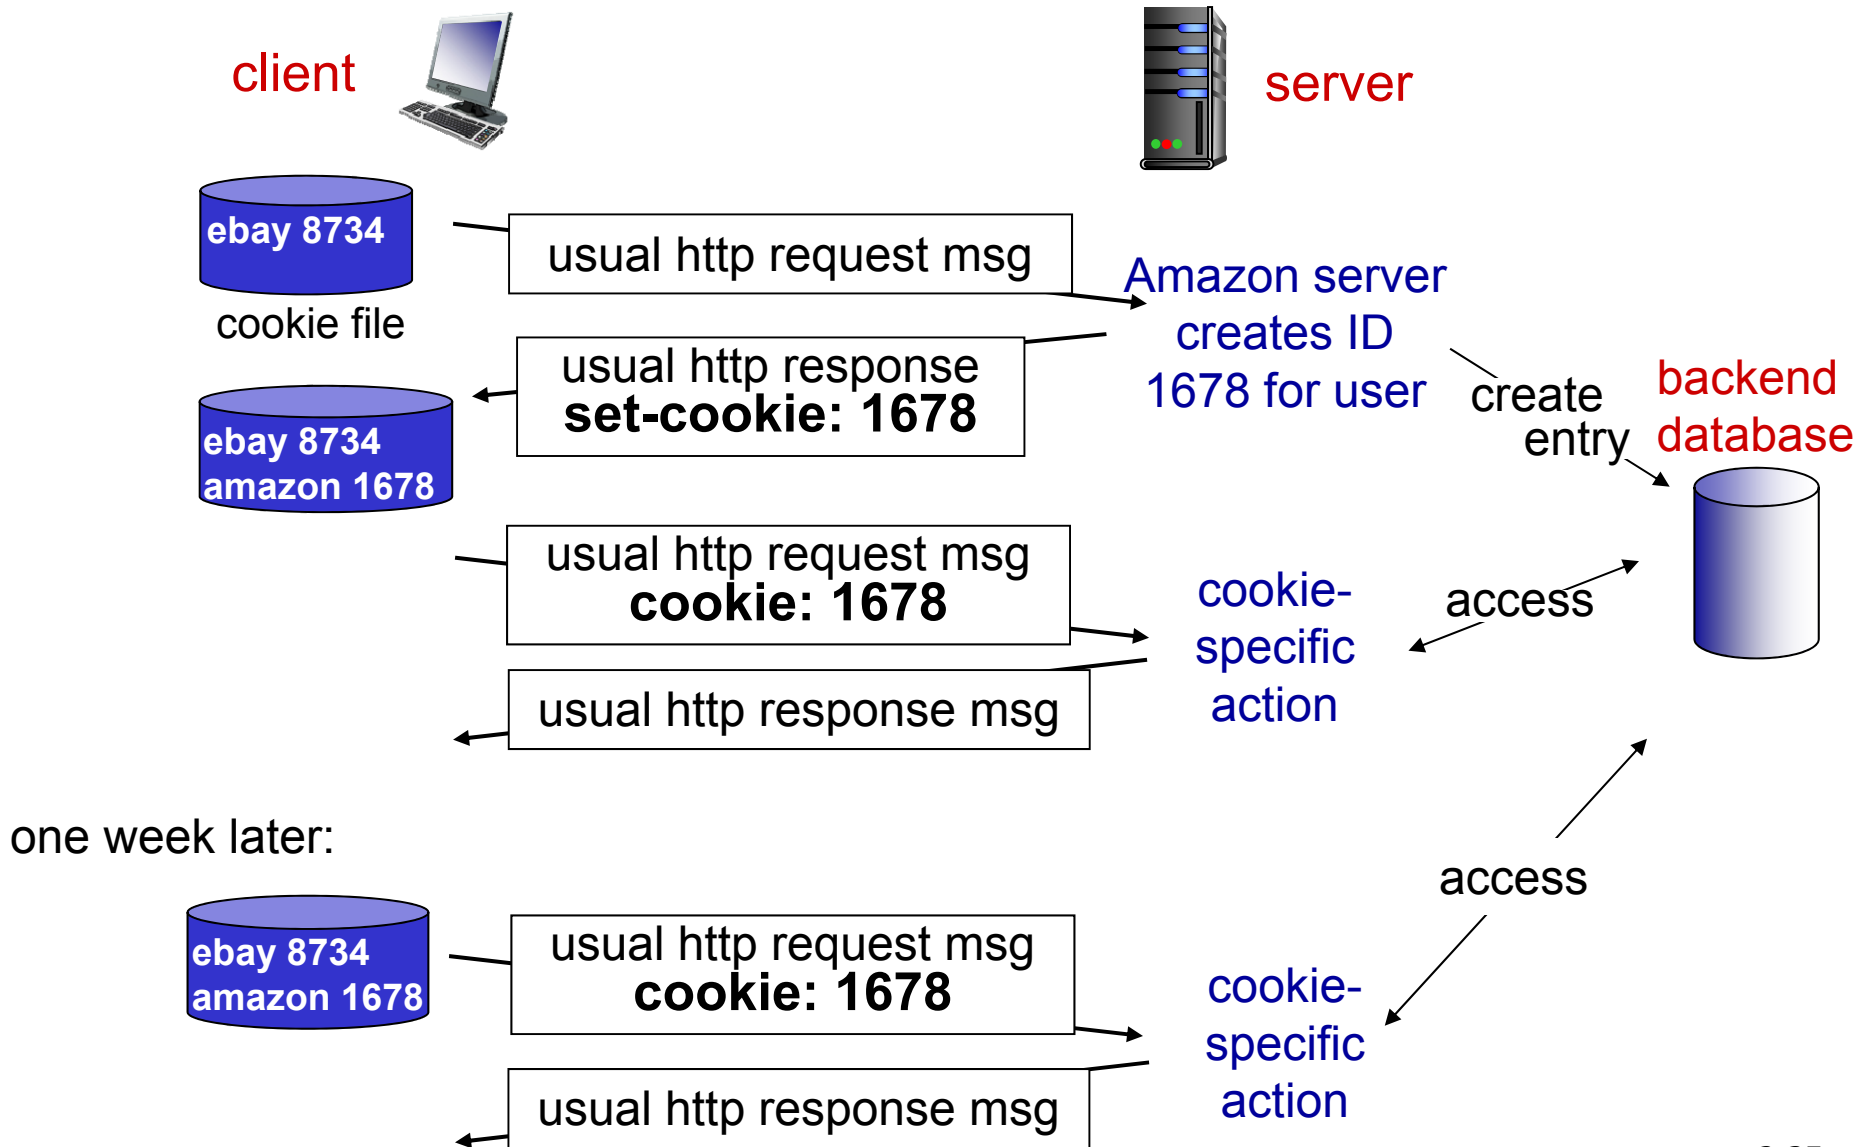 client
server
ebay 8734
cookie file
usual http request msg
Amazon server
creates ID
1678 for user
usual http response
set-cookie: 1678
create
entry
backend
database
ebay 8734
amazon 1678
usual http request msg
cookie: 1678
cookie-
specific
action
access
usual http response msg
one week later:
access
ebay 8734
amazon 1678
usual http request msg
cookie: 1678
cookie-
specific
action
usual http response msg